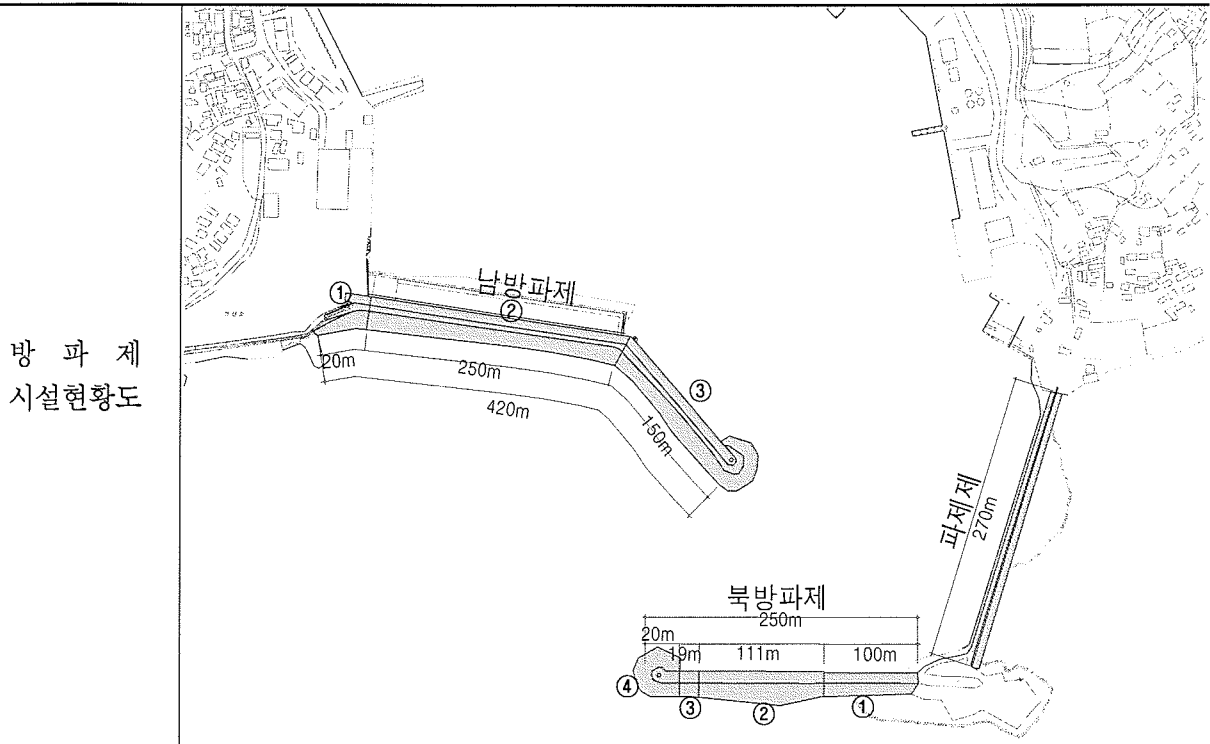 방 파 제
시설현황도
남방파제
①
②
20m
250m
420m
③
150m
파제제
270m
북방파제
250m
20m
19m
111m
100m
④
③
②
①